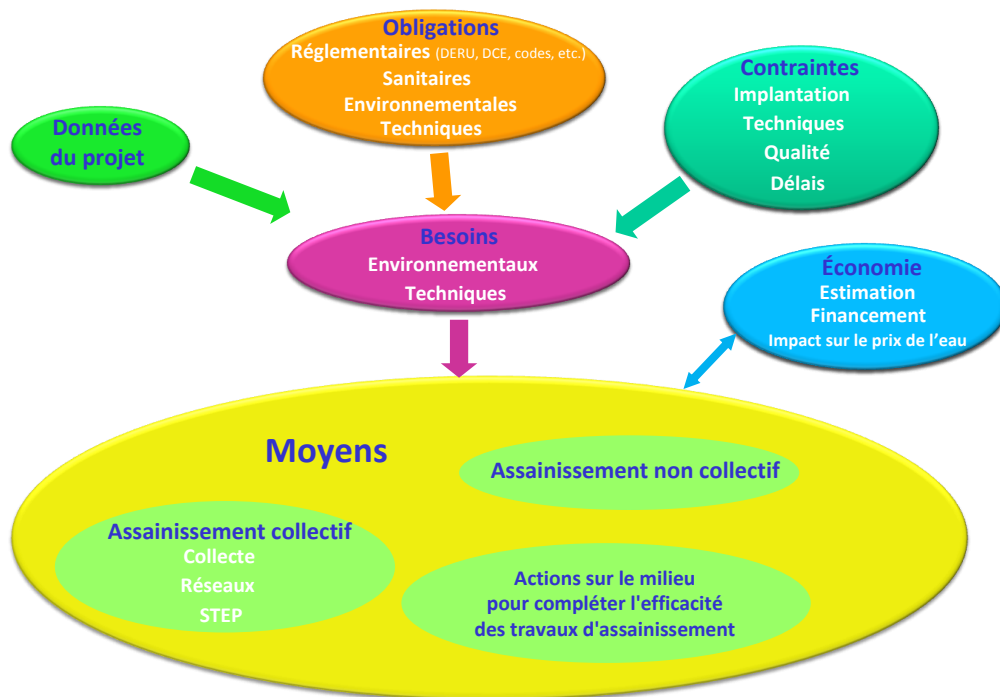 Obligations
Réglementaires (DERU, DCE, codes, etc.)
Sanitaires
Environnementales
Techniques
Contraintes
Implantation
Techniques
Qualité
Délais
Données
du projet
Besoins
Environnementaux
Techniques
Économie
Estimation
Financement
Impact sur le prix de l'eau
Moyens
Assainissement non collectif
Assainissement collectif
Collecte
Réseaux
STEP
Actions sur le milieu
pour compléter l'efficacité
des travaux d'assainissement